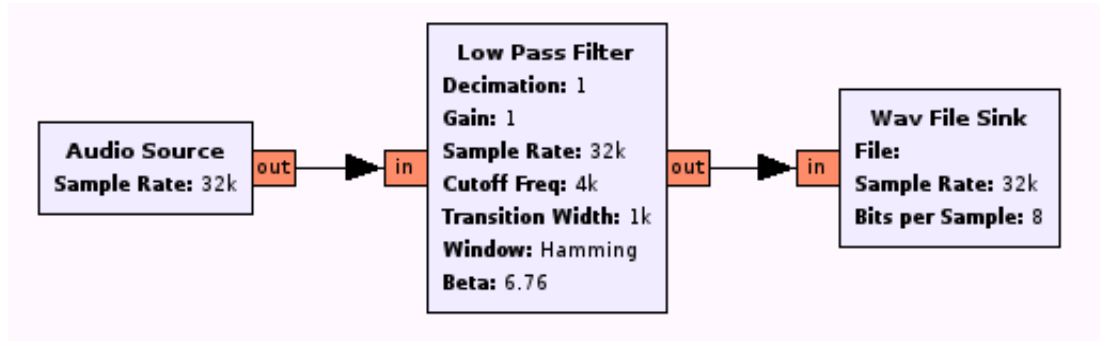 Audio Source
Sample Rate: 32k
out
in
Low Pass Filter
Decimation: 1
Gain: 1
Sample Rate: 32k
Cutoff Freq: 4k
Transition Width: 1k
Window: Hamming
Beta: 6.76
out
in
Wav File Sink
File:
Sample Rate: 32k
Bits per Sample: 8